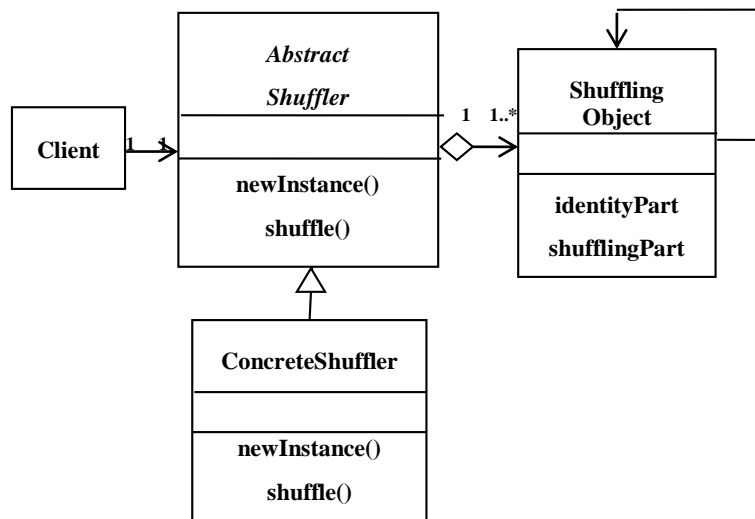 Abstract
Shuffler
Shuffling
Object
1 1..*
Client
1 1
newInstance()
shuffle()
identityPart
shufflingPart
ConcreteShuffler
newInstance()
shuffle()